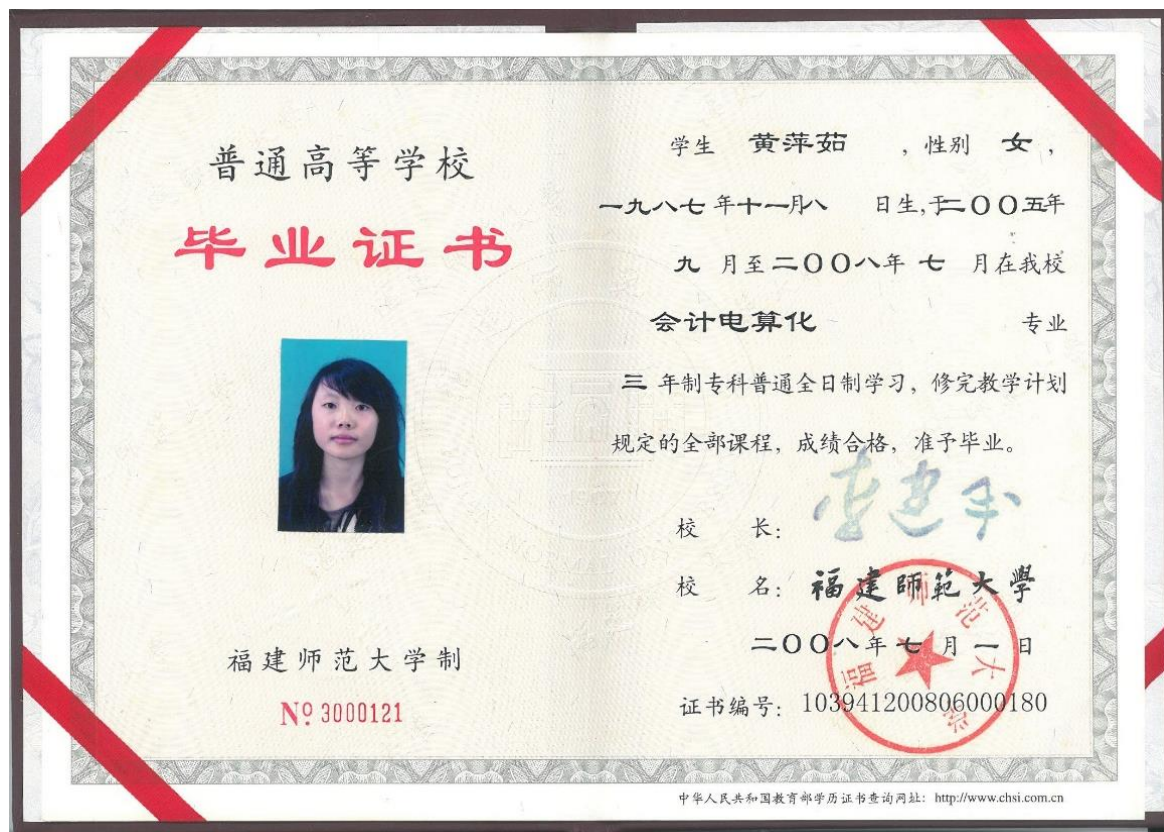 普通高等学校
毕业证书
福建师范大学制
Nº 3000121
学生 黄萍茹 , 性别 女 ,
一九八七年十一月八 日生,于二〇〇五年
九 月至二〇〇八年 七 月在我校
会计电算化 专业
三 年制专科普通全日制学习，修完教学计划
规定的全部课程，成绩合格，准予毕业。
校 长：
校 名：福建師範大學
福建师范大学
二〇〇八年七月一日
证书编号：103941200806000180
中华人民共和国教育部学历证书查询网址：http://www.chsi.com.cn